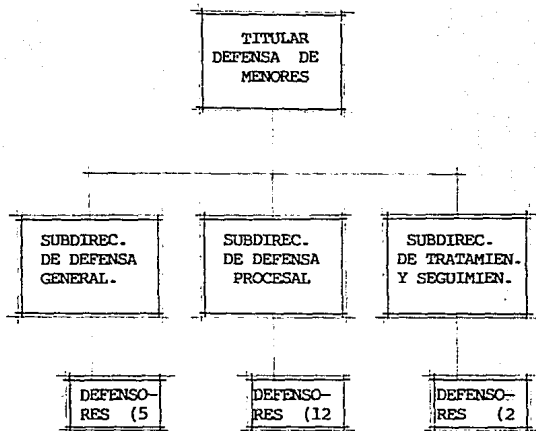 TITULAR
DEFENSA DE
MENORES
SUBDIREC.
DE DEFENSA
GENERAL.
SUBDIREC.
DE DEFENSA
PROCESAL
SUBDIREC.
DE TRATAMIEN.
Y SEGUIMIEN.
DEFENSO-
RES (5
DEFENSO-
RES (12
DEFENSO-
RES (2